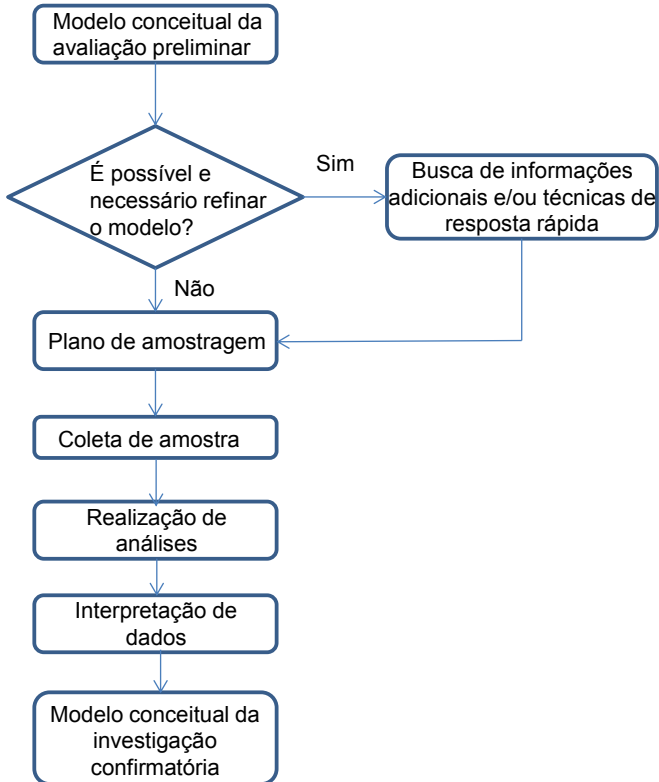 Modelo conceitual da
avaliação preliminar
É possível e
necessário refinar
o modelo?
Sim
Busca de informações
adicionais e/ou técnicas de
resposta rápida
Não
Plano de amostragem
Coleta de amostra
Realização de
análises
Interpretação de
dados
Modelo conceitual da
investigação
confirmatória